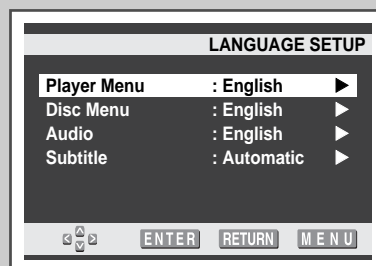 LANGUAGE SETUP
Player Menu : English ▶
Disc Menu : English ▶
Audio : English ▶
Subtitle : Automatic ▶
ENTER RETURN MENU